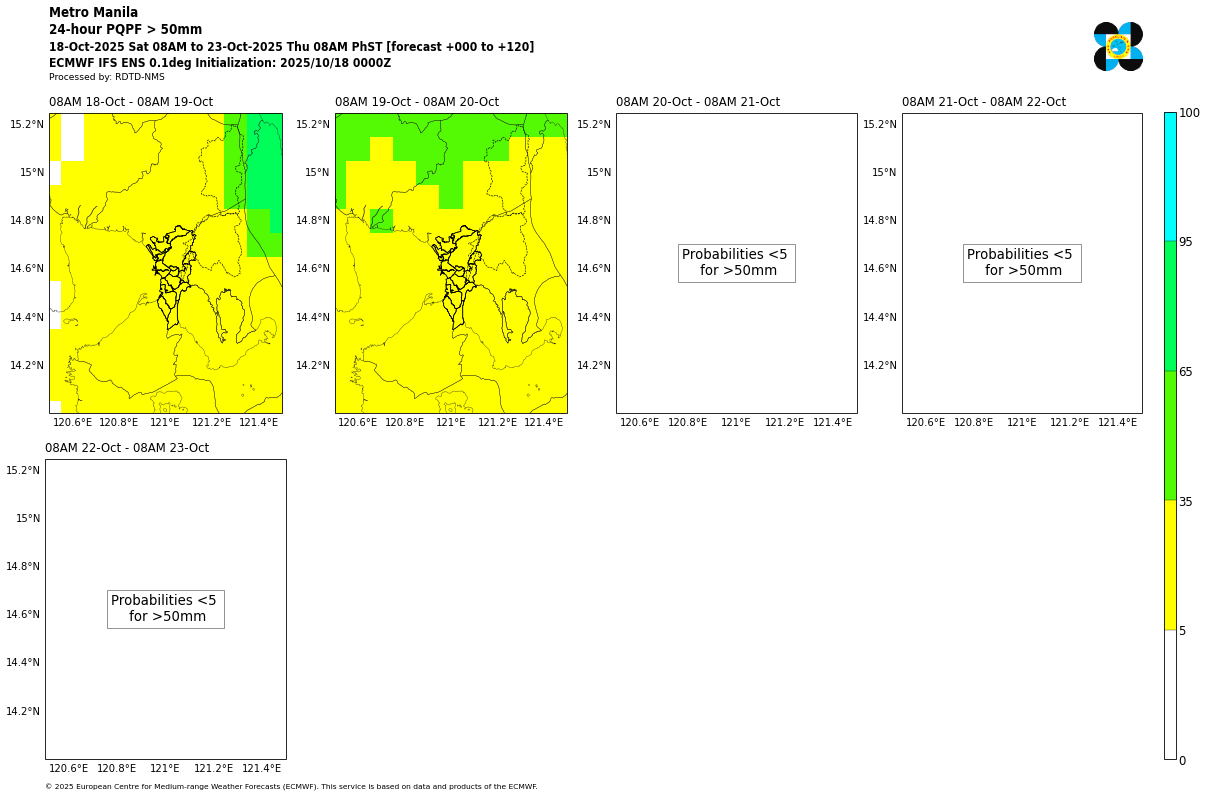 Metro Manila
24-hour PQPF > 50mm
18-Oct-2025 Sat 08AM to 23-Oct-2025 Thu 08AM PhST [forecast +000 to +120]
ECMWF IFS ENS 0.1deg Initialization: 2025/10/18 0000Z
Processed by: RDTD-NMS
08AM 18-Oct - 08AM 19-Oct
15.2°N
15°N
14.8°N
14.6°N
14.4°N
14.2°N
120.6°E 120.8°E 121°E 121.2°E 121.4°E
08AM 19-Oct - 08AM 20-Oct
15.2°N
15°N
14.8°N
14.6°N
14.4°N
14.2°N
120.6°E 120.8°E 121°E 121.2°E 121.4°E
08AM 20-Oct - 08AM 21-Oct
15.2°N
15°N
14.8°N
14.6°N
14.4°N
14.2°N
Probabilities <5
for >50mm
120.6°E 120.8°E 121°E 121.2°E 121.4°E
08AM 21-Oct - 08AM 22-Oct
15.2°N
15°N
14.8°N
14.6°N
14.4°N
14.2°N
Probabilities <5
for >50mm
120.6°E 120.8°E 121°E 121.2°E 121.4°E
100
95
65
35
5
0
08AM 22-Oct - 08AM 23-Oct
15.2°N
15°N
14.8°N
14.6°N
14.4°N
14.2°N
Probabilities <5
for >50mm
120.6°E 120.8°E 121°E 121.2°E 121.4°E
© 2025 European Centre for Medium-range Weather Forecasts (ECMWF). This service is based on data and products of the ECMWF.